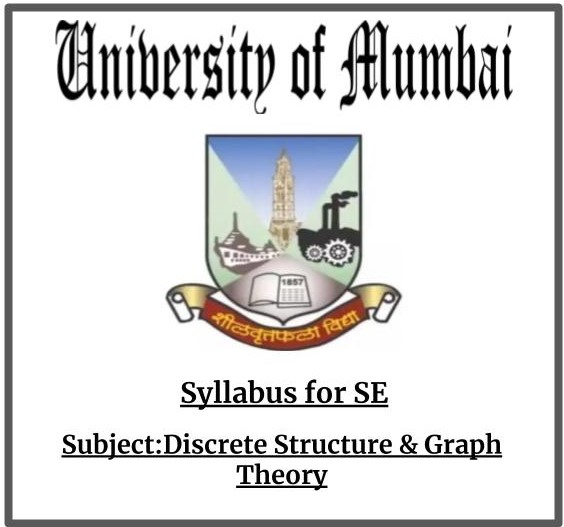 University of Mumbai
1857
शीलवृत्तफला विद्या
Syllabus for SE
Subject:Discrete Structure & Graph
Theory